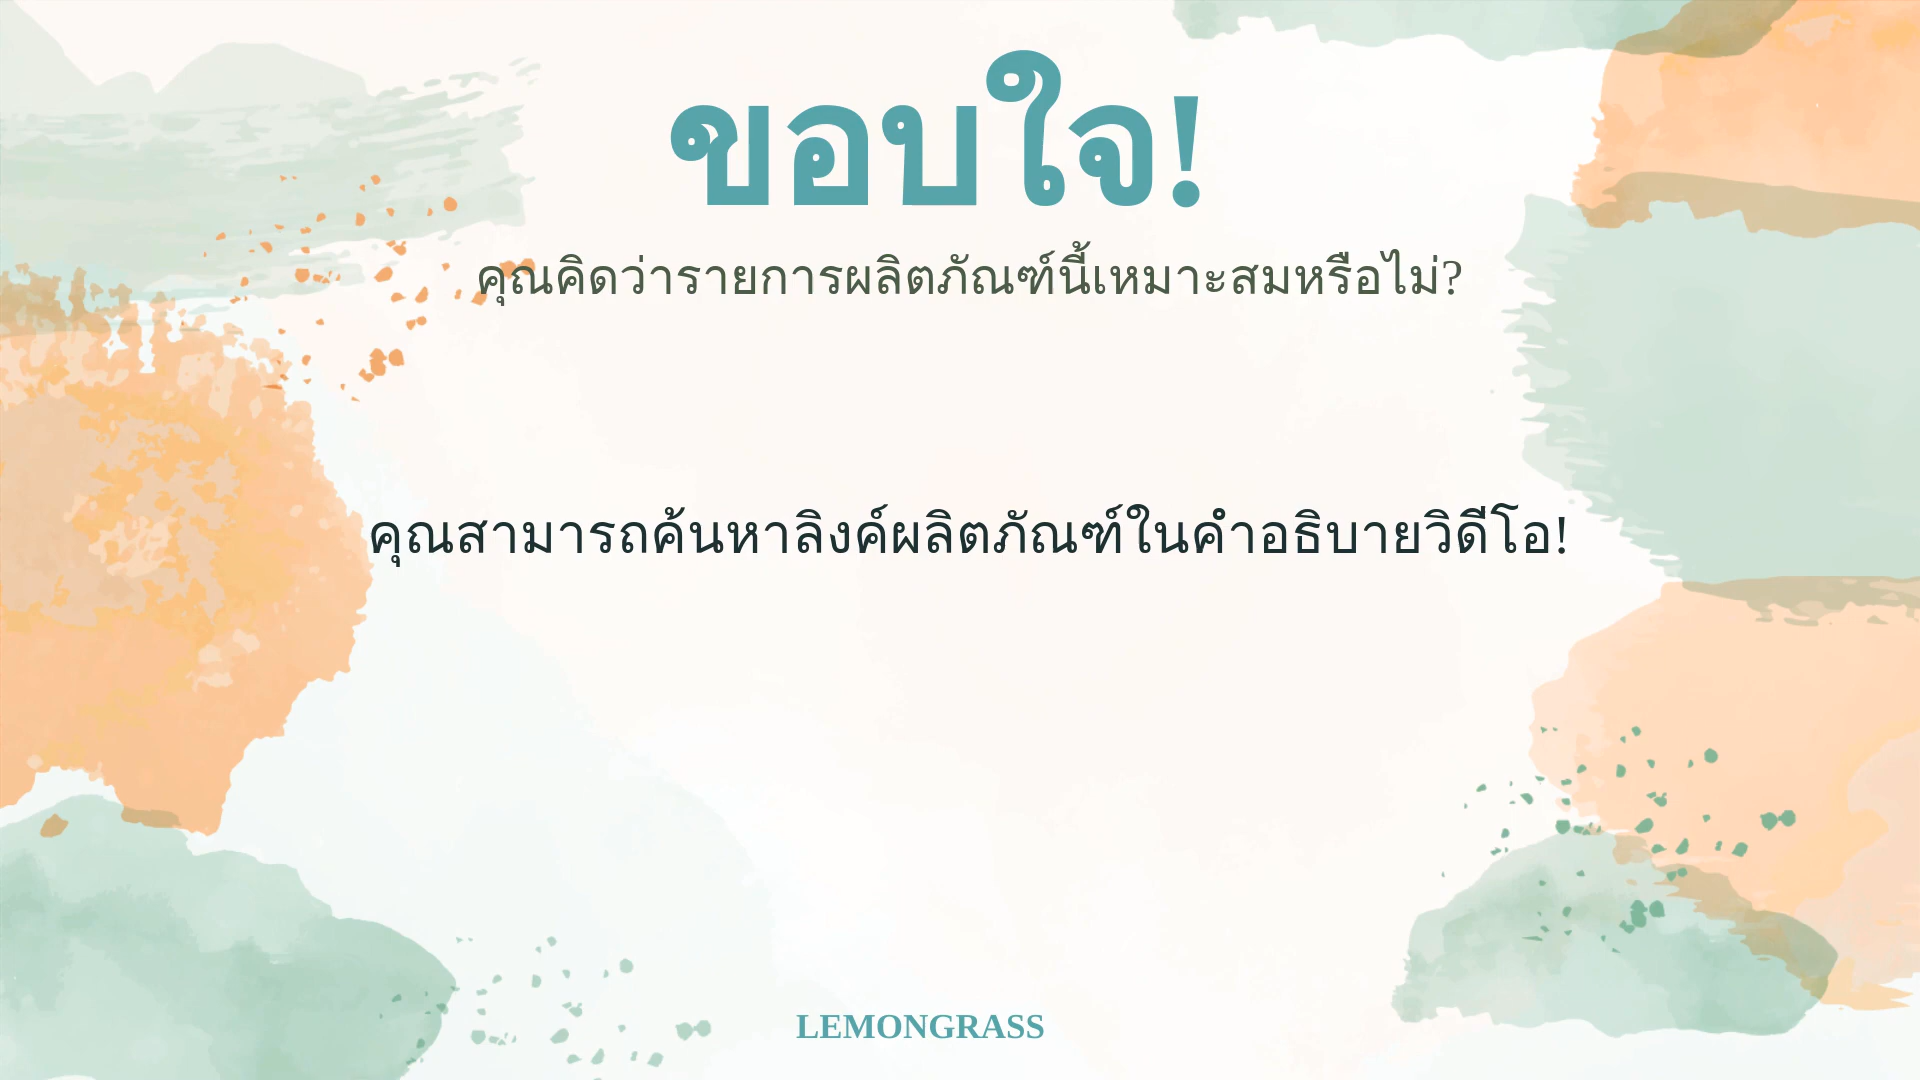 ขอบใจ!
คุณคิดว่ารายการผลิตภัณฑ์นี้เหมาะสมหรือไม่?
คุณสามารถค้นหาลิงค์ผลิตภัณฑ์ในคำอธิบายวิดีโอ!
LEMONGRASS